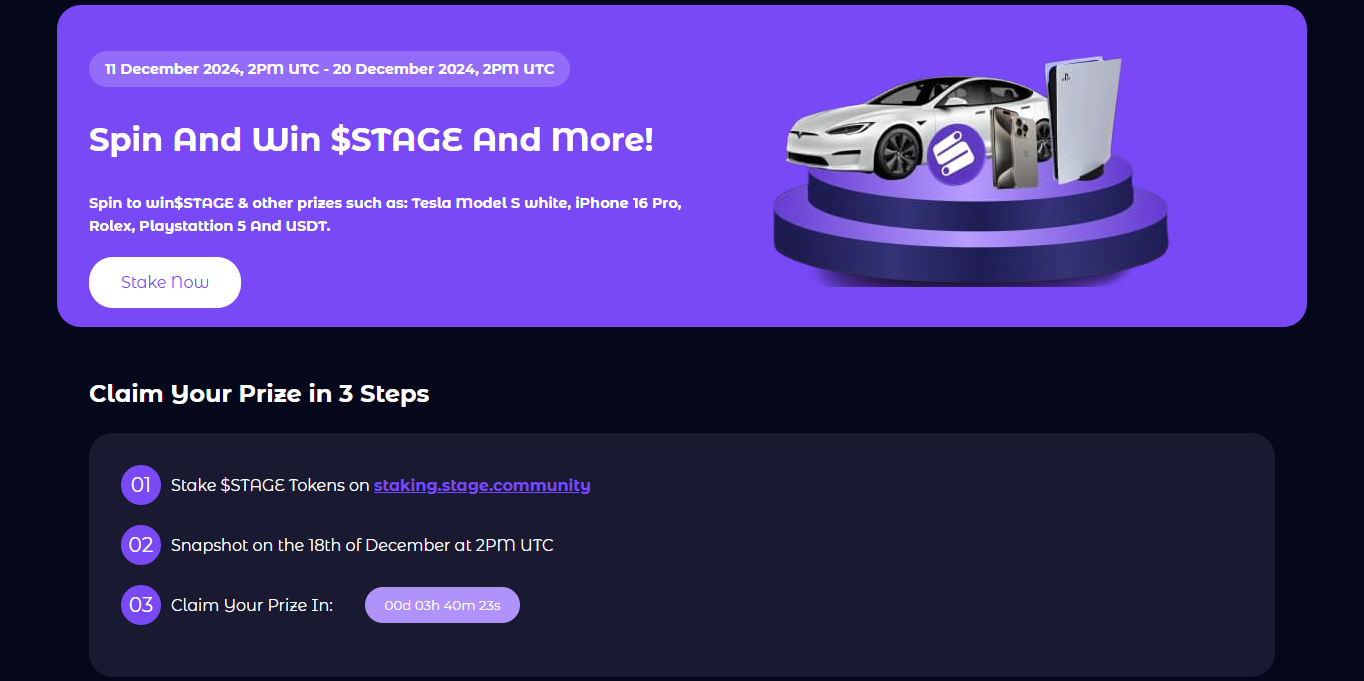 11 December 2024, 2PM UTC - 20 December 2024, 2PM UTC
Spin And Win $STAGE And More!
Spin to win$STAGE & other prizes such as: Tesla Model S white, iPhone 16 Pro,
Rolex, Playstattion 5 And USDT.
Stake Now
Claim Your Prize in 3 Steps
01 Stake $STAGE Tokens on staking.stage.community
02 Snapshot on the 18th of December at 2PM UTC
03 Claim Your Prize In: 00d 03h 40m 23s